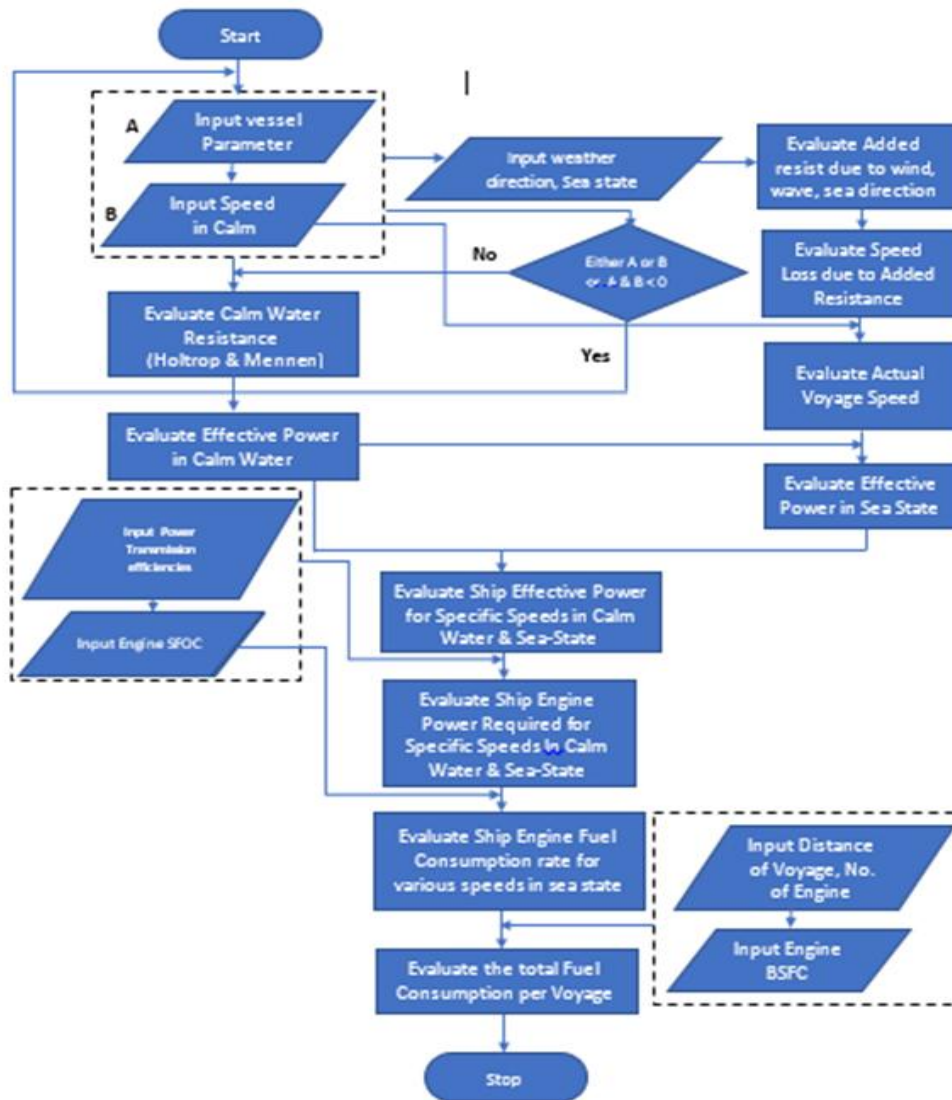 Start
A
Input vessel
Parameter
B
Input Speed
in Calm
Input weather
direction, Sea state
Evaluate Added
resist due to wind,
wave, sea direction
No
Either A or B
& B < 0
Evaluate Speed
Loss due to Added
Resistance
Evaluate Calm Water
Resistance
(Holtrop & Mennen)
Yes
Evaluate Actual
Voyage Speed
Evaluate Effective Power
in Calm Water
Evaluate Effective
Power in Sea State
Input Power
Transmission
efficiencies
Input Engine SFOC
Evaluate Ship Effective Power
for Specific Speeds in Calm
Water & Sea-State
Evaluate Ship Engine
Power Required for
Specific Speeds In Calm
Water & Sea-State
Evaluate Ship Engine Fuel
Consumption rate for
various speeds in sea state
Input Distance
of Voyage, No.
of Engine
Input Engine
BSFC
Evaluate the total Fuel
Consumption per Voyage
Stop